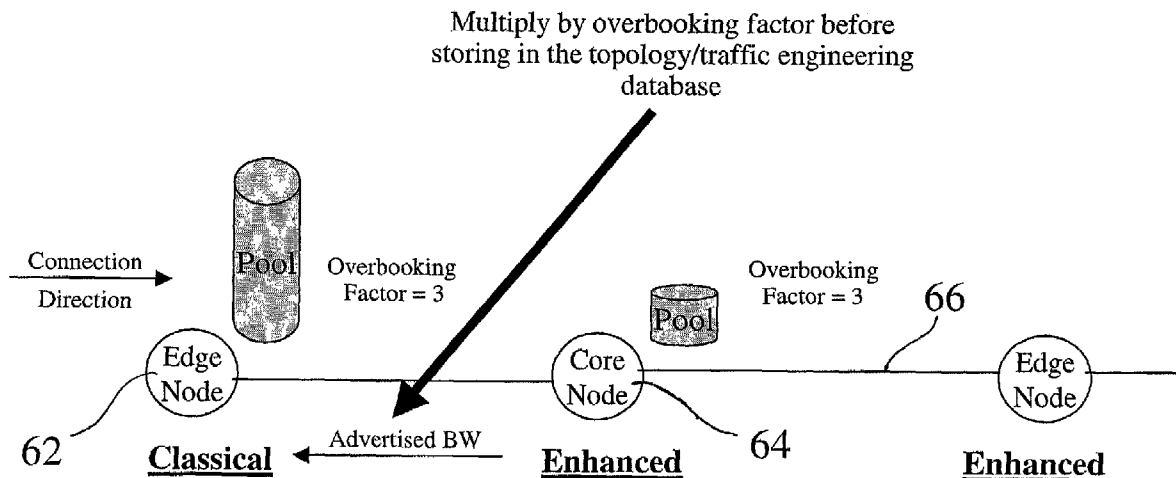 Multiply by overbooking factor before
storing in the topology/traffic engineering
database
Connection
Direction
Pool
Overbooking
Factor = 3
Pool
Overbooking
Factor = 3
66
Edge
Node
Core
Node
Edge
Node
62
Advertised BW
64
Classical
Enhanced
Enhanced